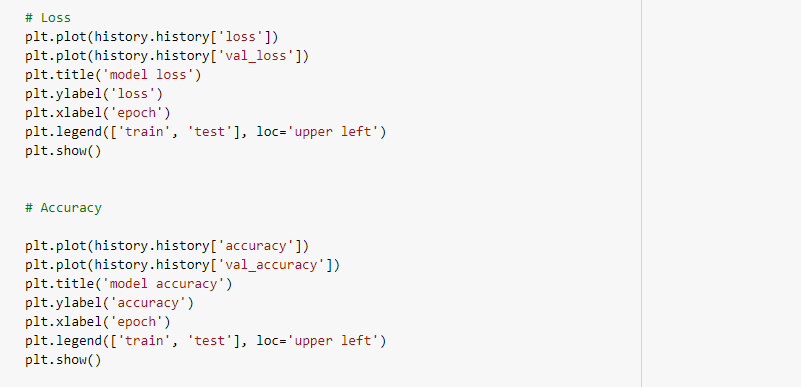 # Loss
plt.plot(history.history['loss'])
plt.plot(history.history['val_loss'])
plt.title('model loss')
plt.ylabel('loss')
plt.xlabel('epoch')
plt.legend(['train', 'test'], loc='upper left')
plt.show()
# Accuracy
plt.plot(history.history['accuracy'])
plt.plot(history.history['val_accuracy'])
plt.title('model accuracy')
plt.ylabel('accuracy')
plt.xlabel('epoch')
plt.legend(['train', 'test'], loc='upper left')
plt.show()